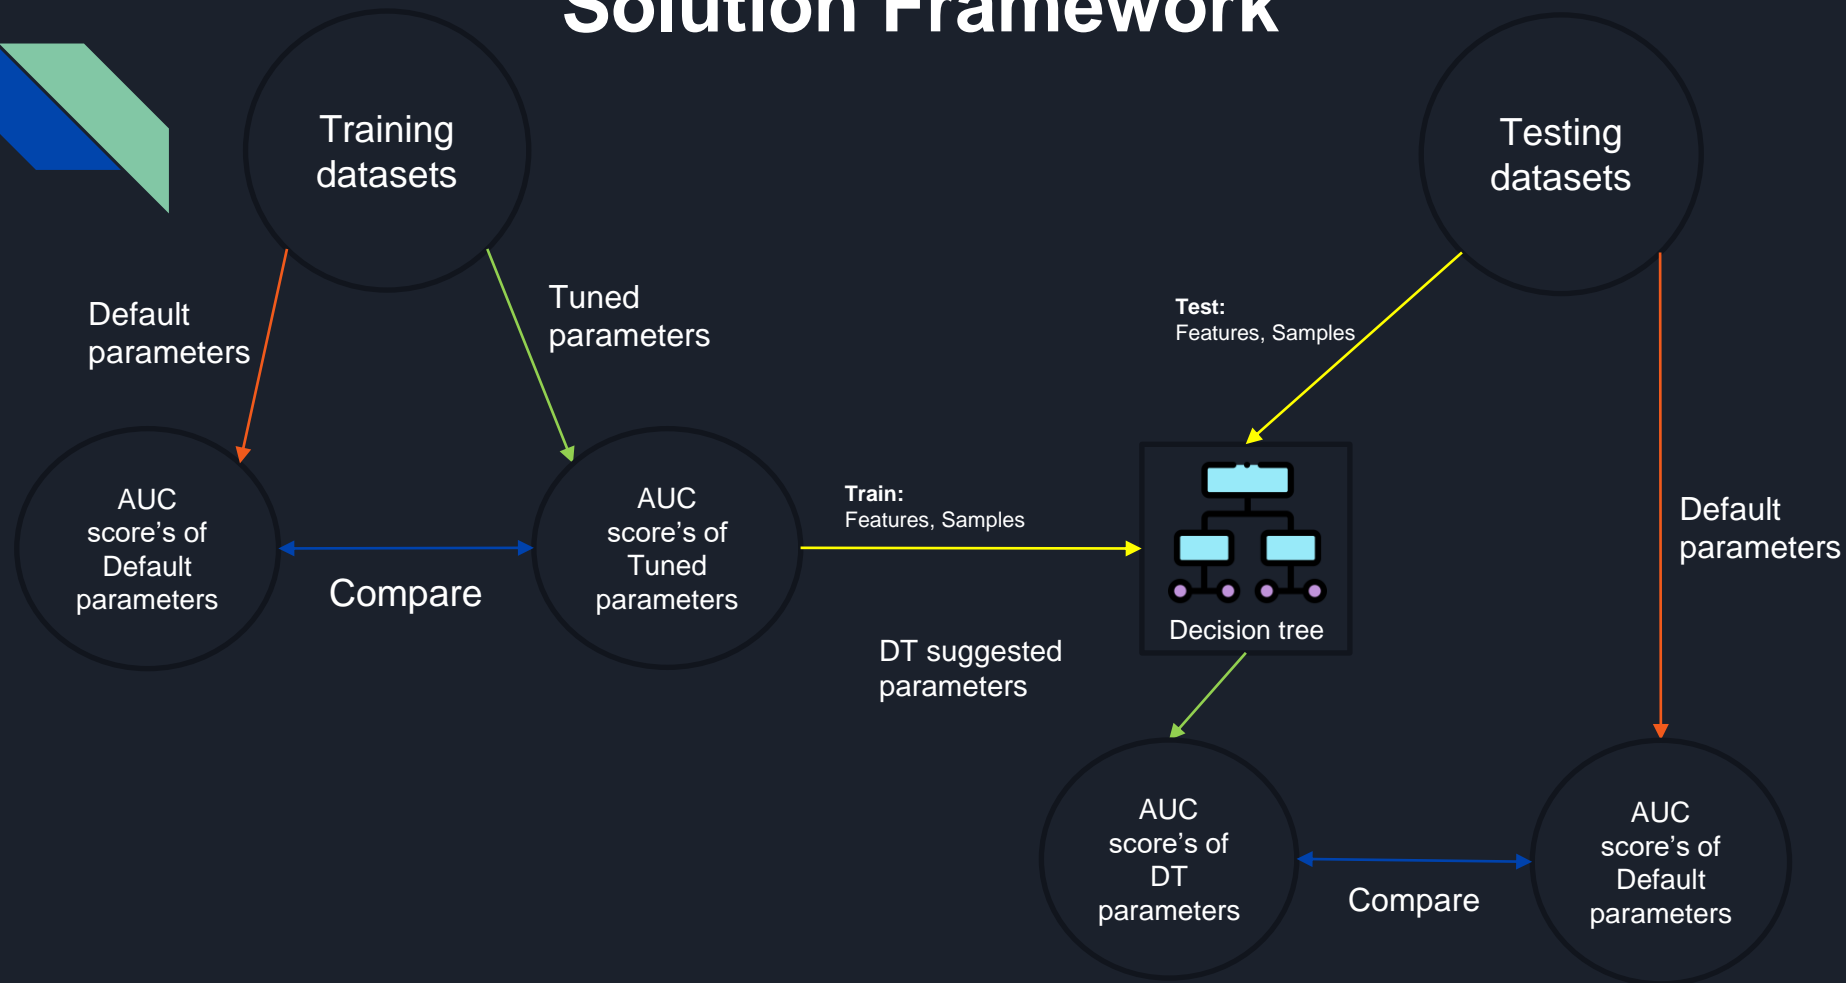 Solution Framework
Training
datasets
Testing
datasets
Default
parameters
Tuned
parameters
Test:
Features, Samples
AUC
score’s of
Default
parameters
Compare
AUC
score’s of
Tuned
parameters
Train:
Features, Samples
Decision tree
Default
parameters
DT suggested
parameters
AUC
score’s of
DT
parameters
Compare
AUC
score’s of
Default
parameters